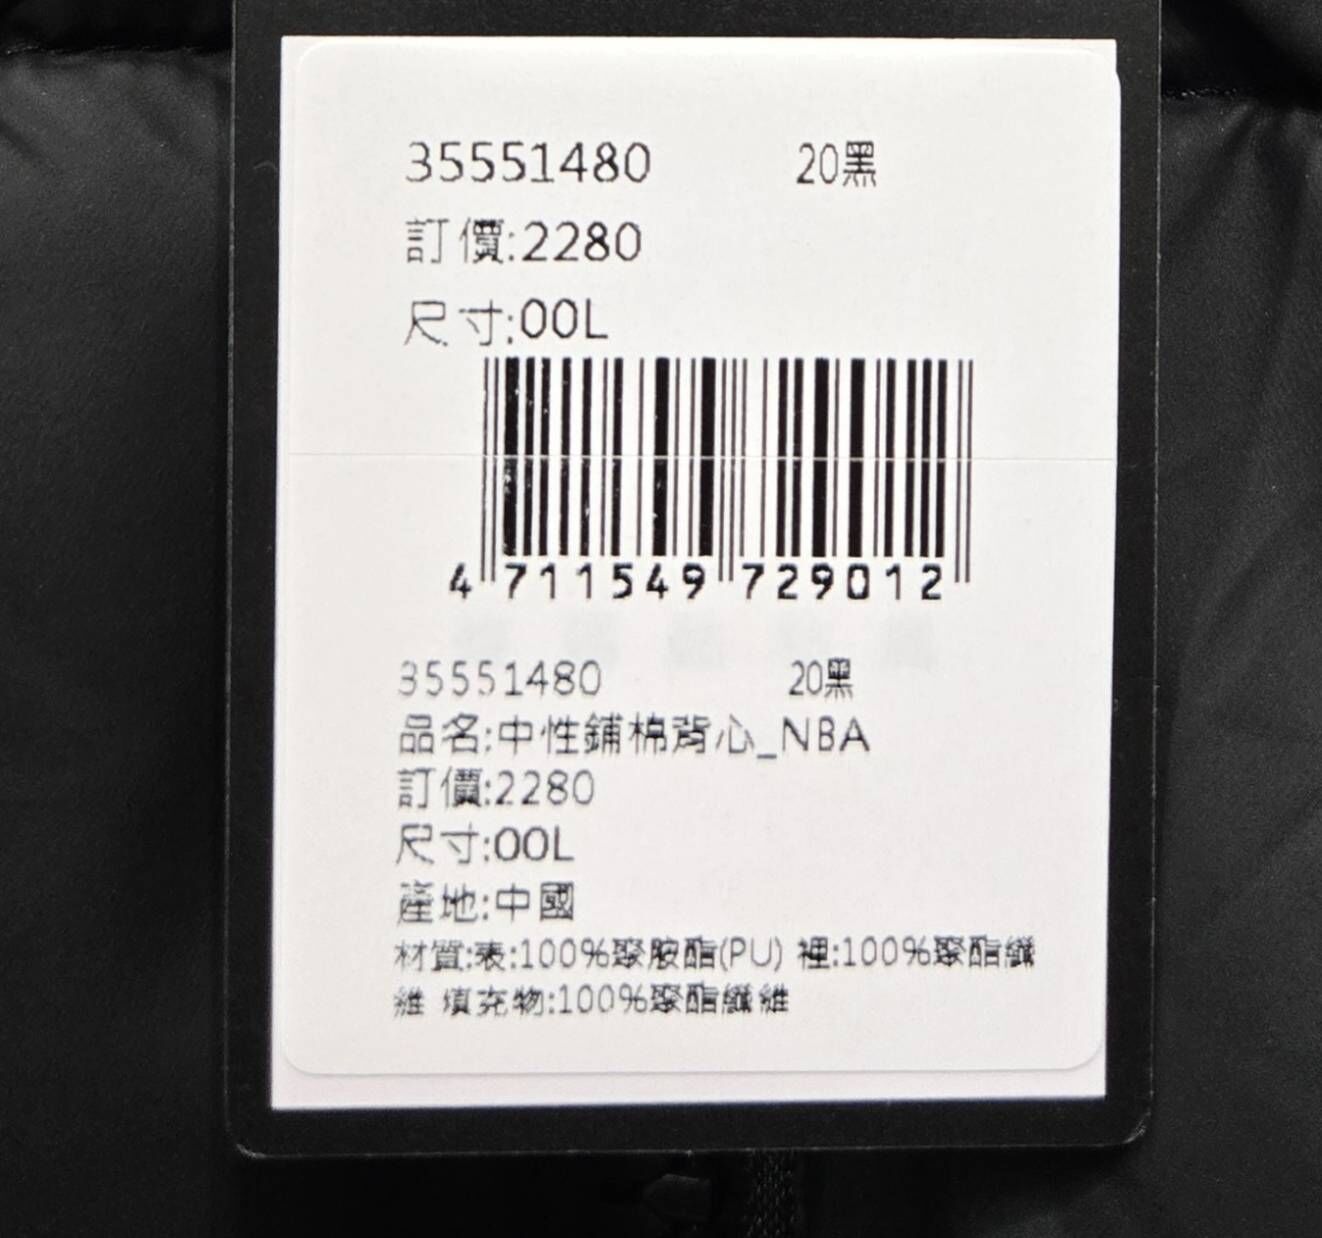 35551480 20黑
訂價:2280
尺寸:00L
4 711549 729012
35551480 20黑
品名:中性鋪棉背心_NBA
訂價:2280
尺寸:00L
產地:中國
材質:表:100%聚胺酯(PU) 裡:100%聚酯纖
維 填充物:100%聚酯纖維